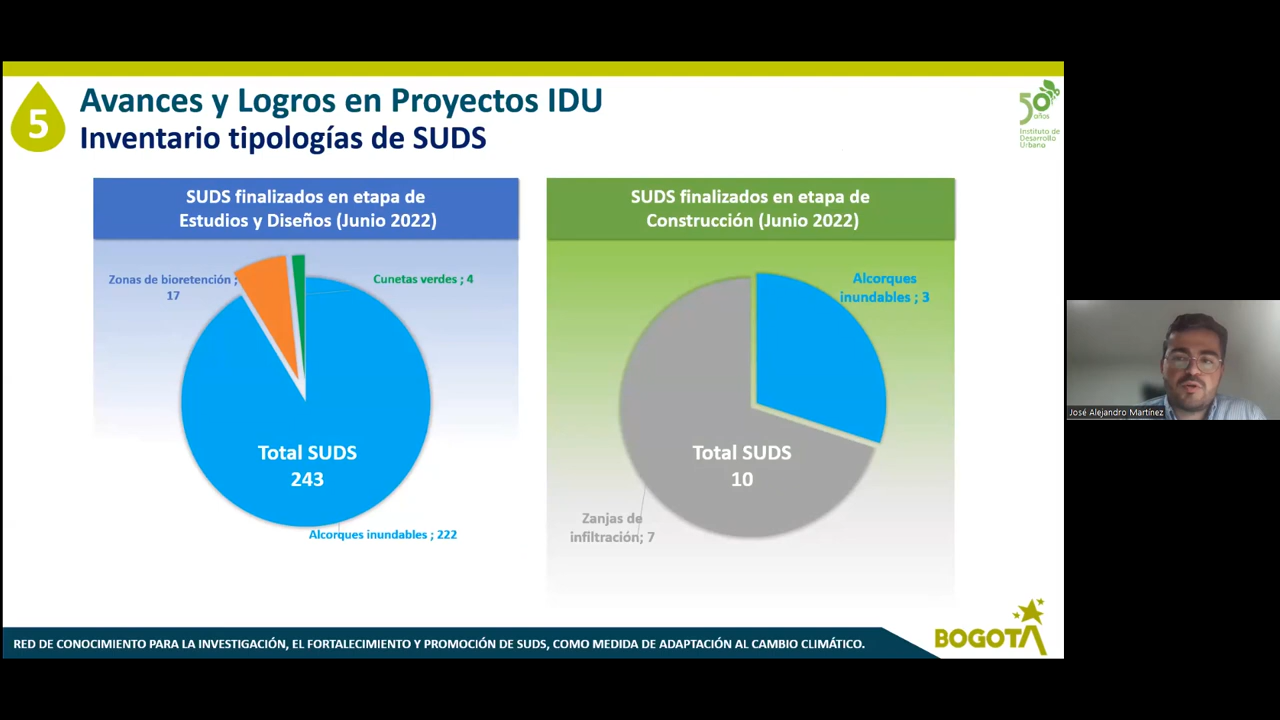 5
Avances y Logros en Proyectos IDU
Inventario tipologías de SUDS
50
años
Instituto de
Desarrollo
Urbano
SUDS finalizados en etapa de
Estudios y Diseños (Junio 2022)
Zonas de bioretención ;
17
Cunetas verdes ; 4
Total SUDS
243
Alcorques inundables ; 222
SUDS finalizados en etapa de
Construcción (Junio 2022)
Alcorques
inundables ; 3
Total SUDS
10
Zanjas de
infiltración; 7
José Alejandro Martínez
RED DE CONOCIMIENTO PARA LA INVESTIGACIÓN, EL FORTALECIMIENTO Y PROMOCIÓN DE SUDS, COMO MEDIDA DE ADAPTACIÓN AL CAMBIO CLIMÁTICO.
BOGOTÁ